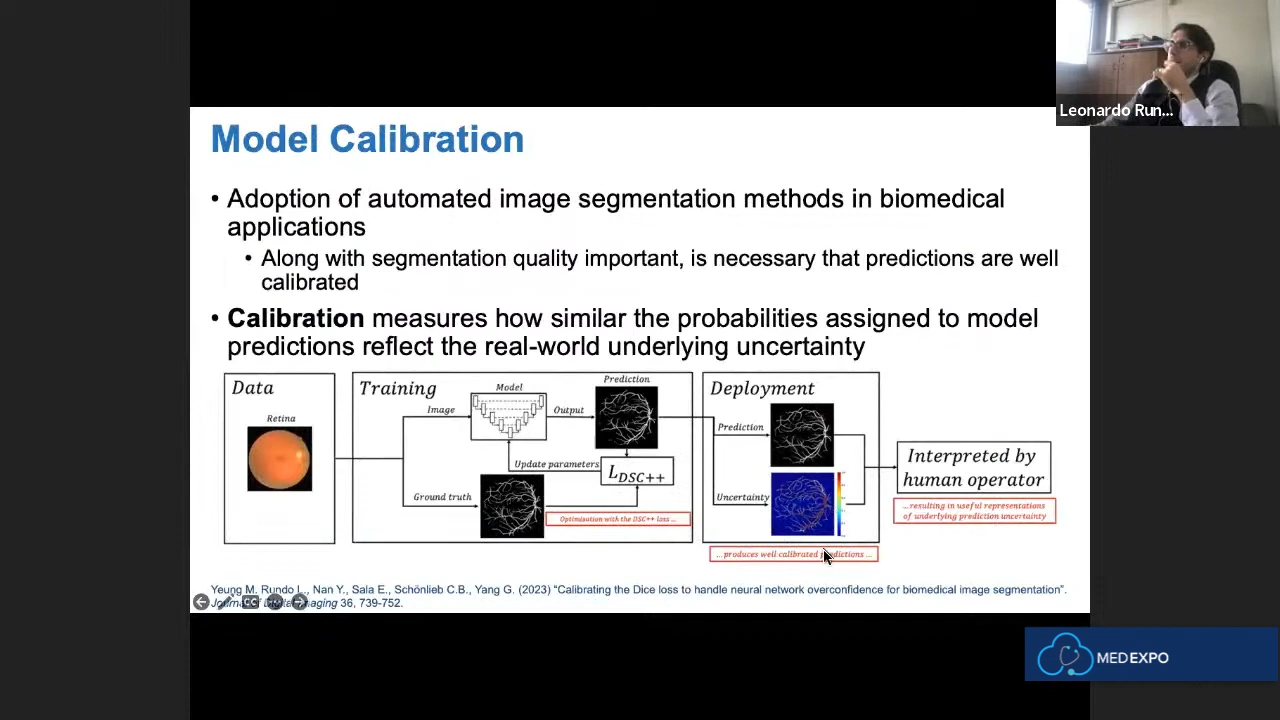 Leonardo Run...
Model Calibration
• Adoption of automated image segmentation methods in biomedical
applications
• Along with segmentation quality important, is necessary that predictions are well
calibrated
• Calibration measures how similar the probabilities assigned to model
predictions reflect the real-world underlying uncertainty
Data
Retina
Training
Image
Model
Output
Prediction
Update parameters
L_DSC++
Ground truth
Optimisation with the DSC++ loss ...
Deployment
Prediction
Uncertainty
... produces well calibrated predictions ...
Interpreted by
human operator
...resulting in useful representations
of underlying prediction uncertainty
Yeung M. Rundo L., Nan Y., Sala E., Schönlieb C.B., Yang G. (2023) “Calibrating the Dice loss to handle neural network overconfidence for biomedical image segmentation”.
Imaging 36, 739-752.
MEDEXPO